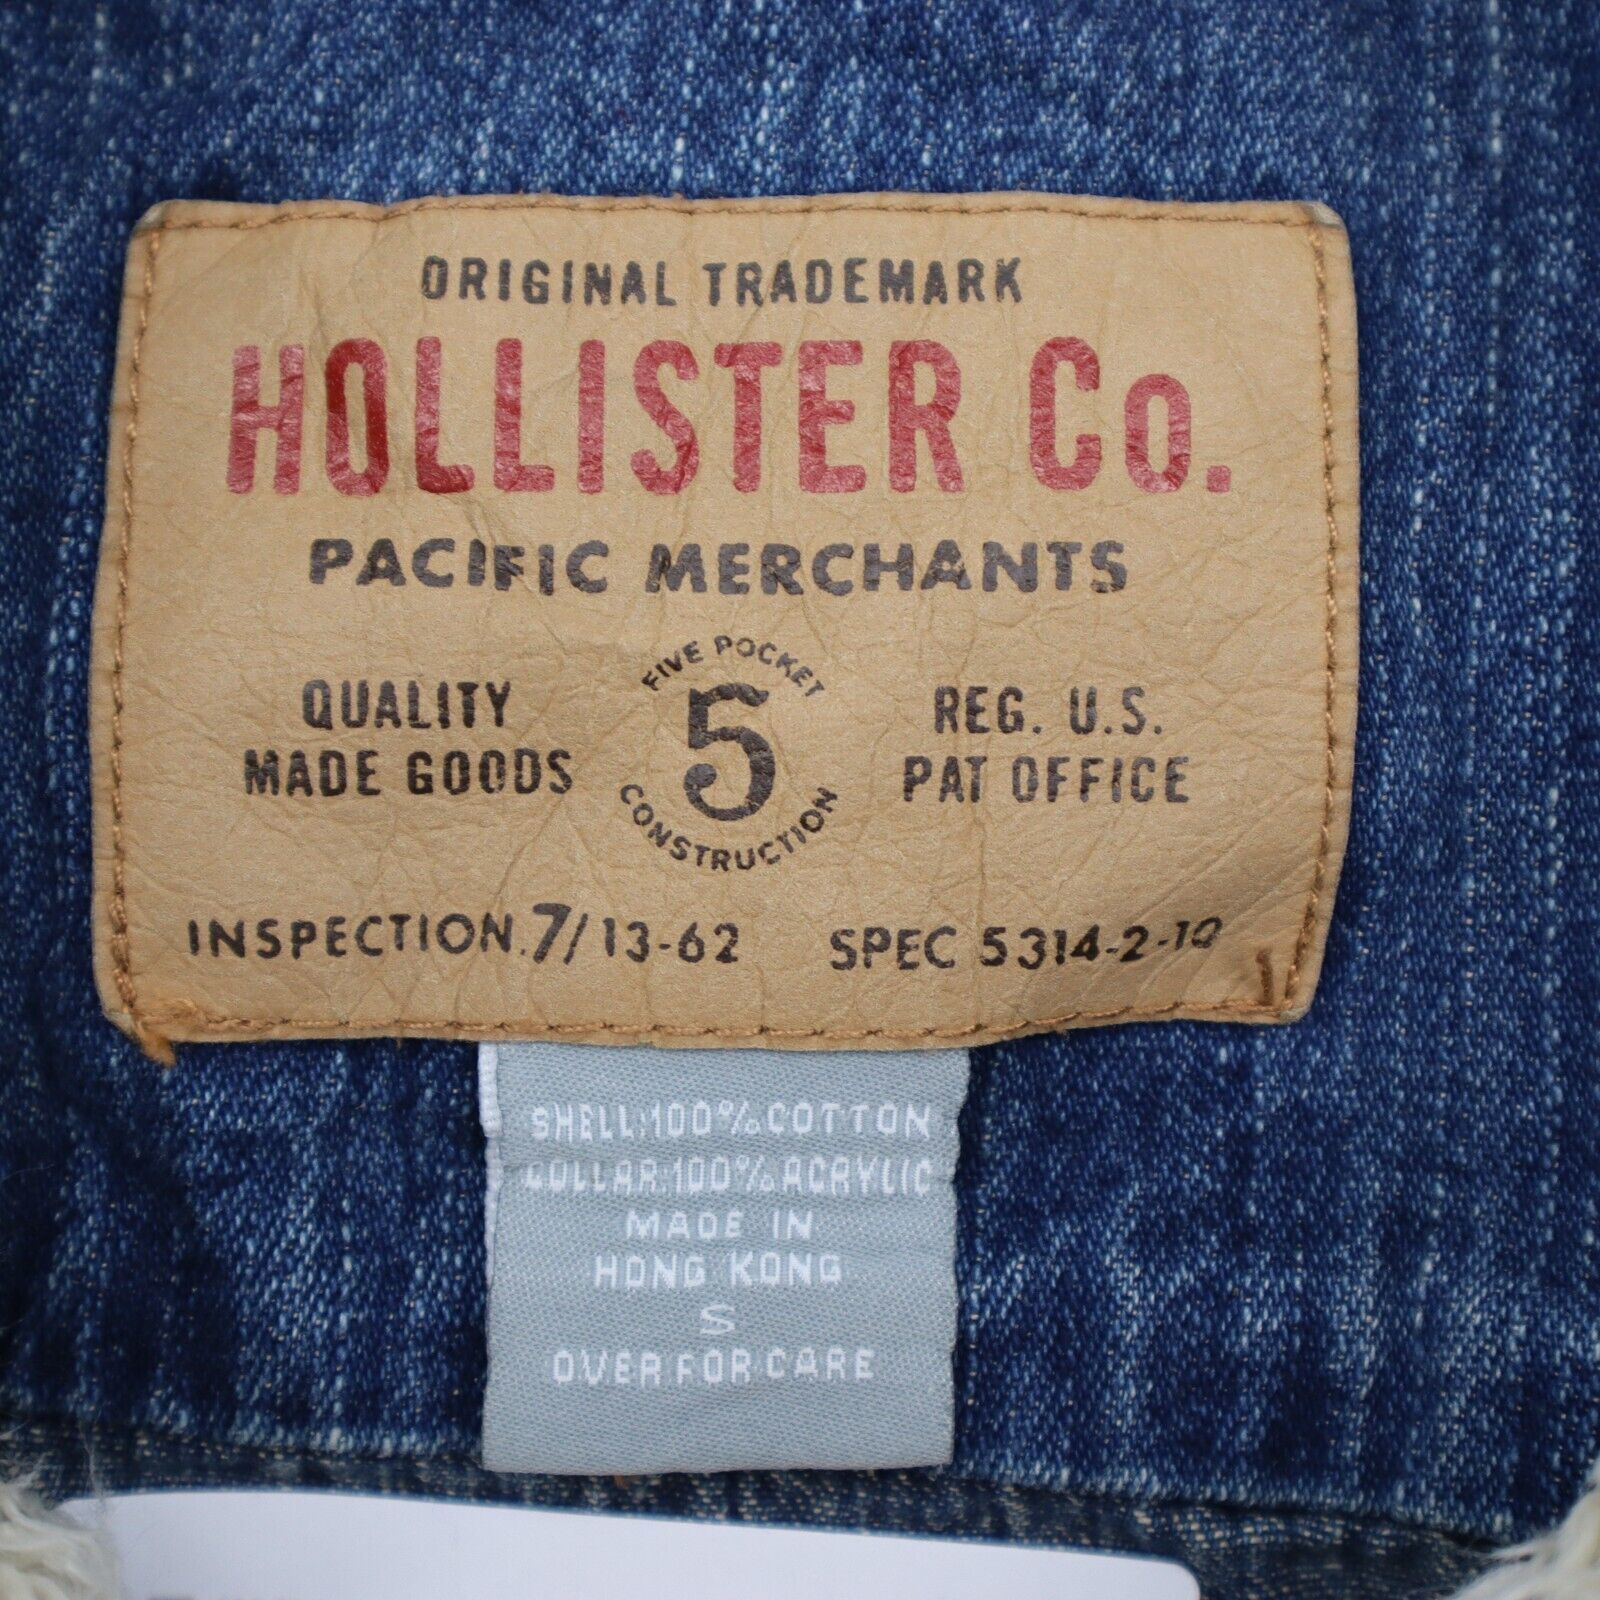 ORIGINAL TRADEMARK
HOLLISTER CO.
PACIFIC MERCHANTS
QUALITY
MADE GOODS
FIVE POCKET
5
CONSTRUCTION
REG. U.S.
PAT OFFICE
INSPECTION.7/13-62 SPEC 5314-2-10
SHELL:100%COTTON
COLLAR:100%ACRYLIC
MADE IN
HONG KONG
S
OVER FOR CARE